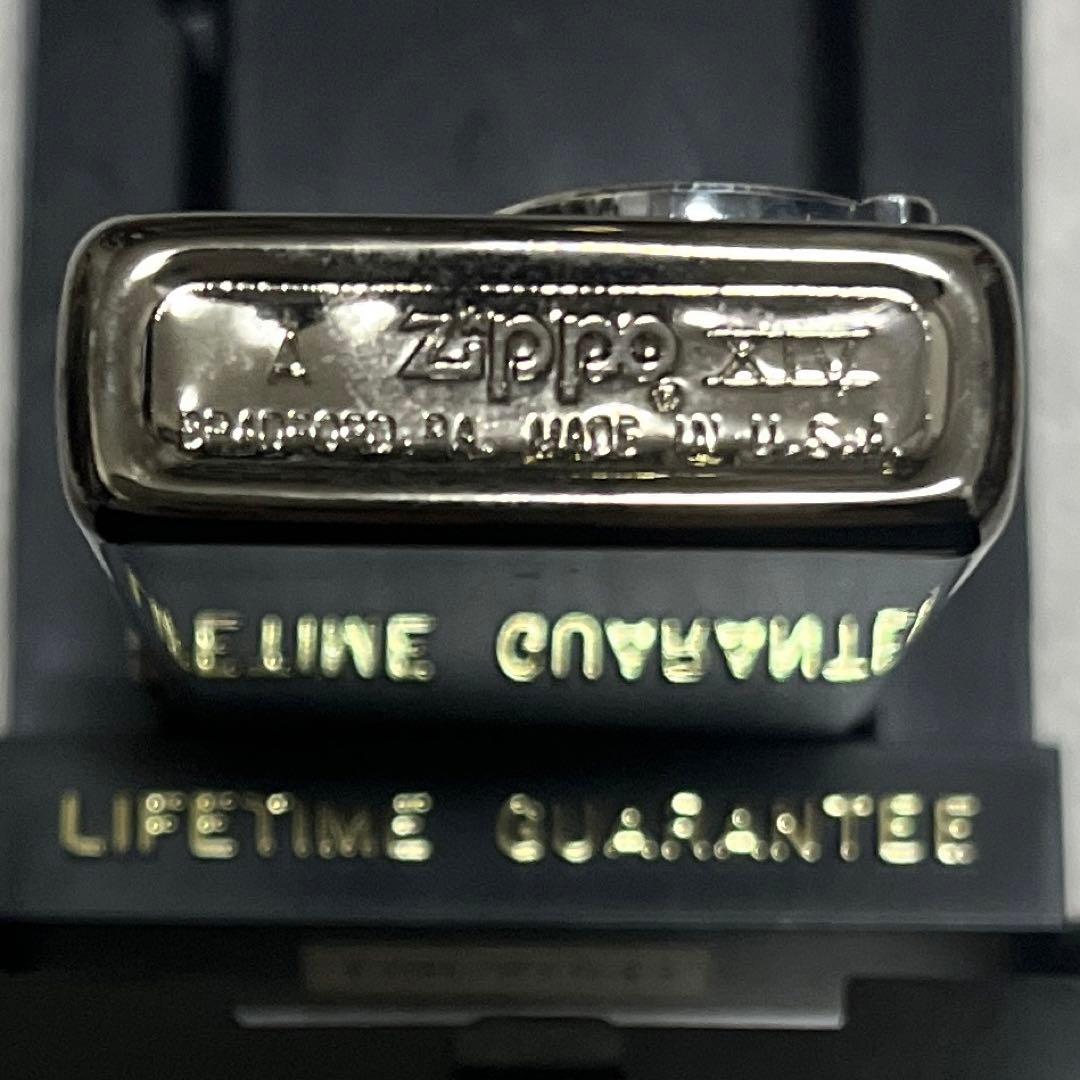 A Zippo® XIV
BRADFORD, PA. MADE IN U.S.A.
LIFETIME GUARANTEE